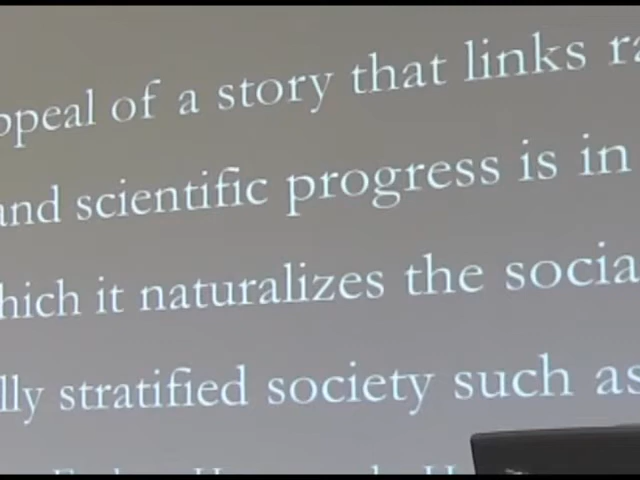 ppeal of a story that links ra
and scientific progress is in
hich it naturalizes the socia
lly stratified society such as